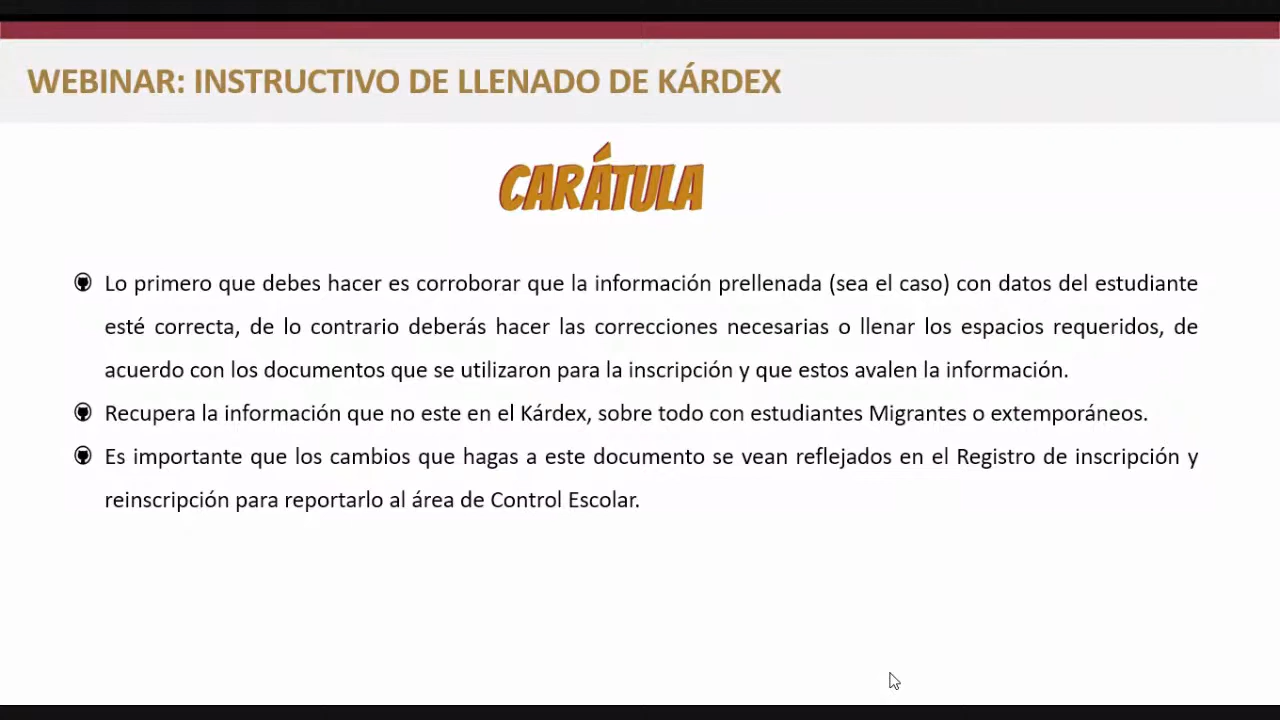 WEBINAR: INSTRUCTIVO DE LLENADO DE KÁRDEX
CARÁTULA
Lo primero que debes hacer es corroborar que la información prellenada (sea el caso) con datos del estudiante
esté correcta, de lo contrario deberás hacer las correcciones necesarias o llenar los espacios requeridos, de
acuerdo con los documentos que se utilizaron para la inscripción y que estos avalen la información.
Recupera la información que no este en el Kárdex, sobre todo con estudiantes Migrantes o extemporáneos.
Es importante que los cambios que hagas a este documento se vean reflejados en el Registro de inscripción y
reinscripción para reportarlo al área de Control Escolar.